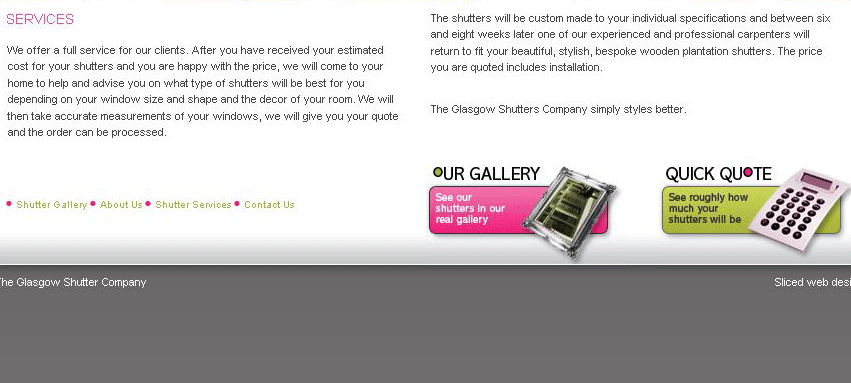 SERVICES
We offer a full service for our clients. After you have received your estimated
cost for your shutters and you are happy with the price, we will come to your
home to help and advise you on what type of shutters will be best for you
depending on your window size and shape and the decor of your room. We will
then take accurate measurements of your windows, we will give you your quote
and the order can be processed.
The shutters will be custom made to your individual specifications and between six
and eight weeks later one of our experienced and professional carpenters will
return to fit your beautiful, stylish, bespoke wooden plantation shutters. The price
you are quoted includes installation.
The Glasgow Shutters Company simply styles better.
Shutter Gallery About Us Shutter Services Contact Us
OUR GALLERY
See our
shutters in our
real gallery
QUICK QUOTE
See roughly how
much your
shutters will be
The Glasgow Shutter Company
Sliced web desi